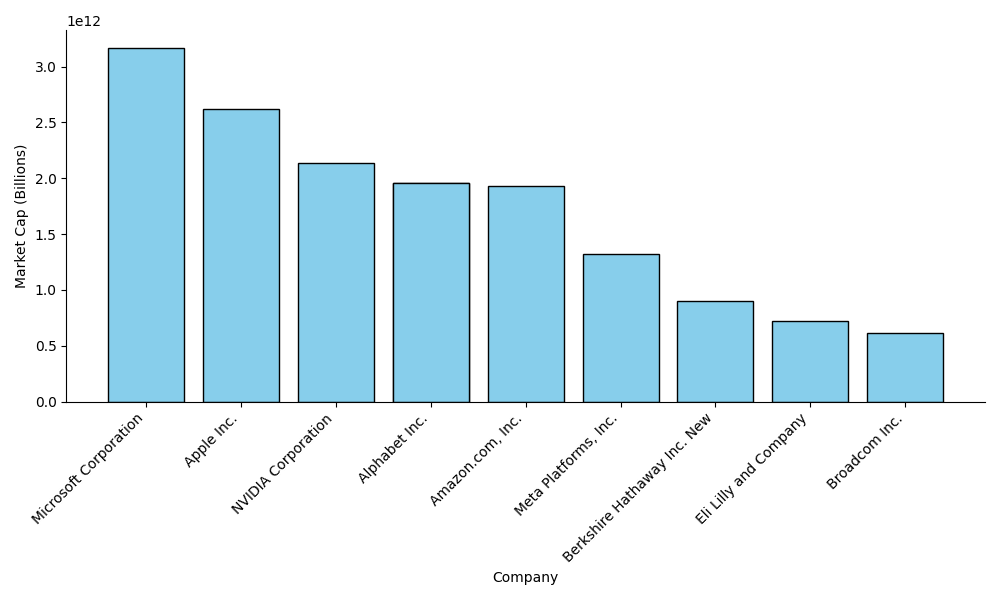 1e12
3.0
2.5
2.0
1.5
1.0
0.5
0.0
Market Cap (Billions)
Microsoft Corporation
Apple Inc.
NVIDIA Corporation
Alphabet Inc.
Amazon.com, Inc.
Meta Platforms, Inc.
Berkshire Hathaway Inc. New
Eli Lilly and Company
Broadcom Inc.
Company